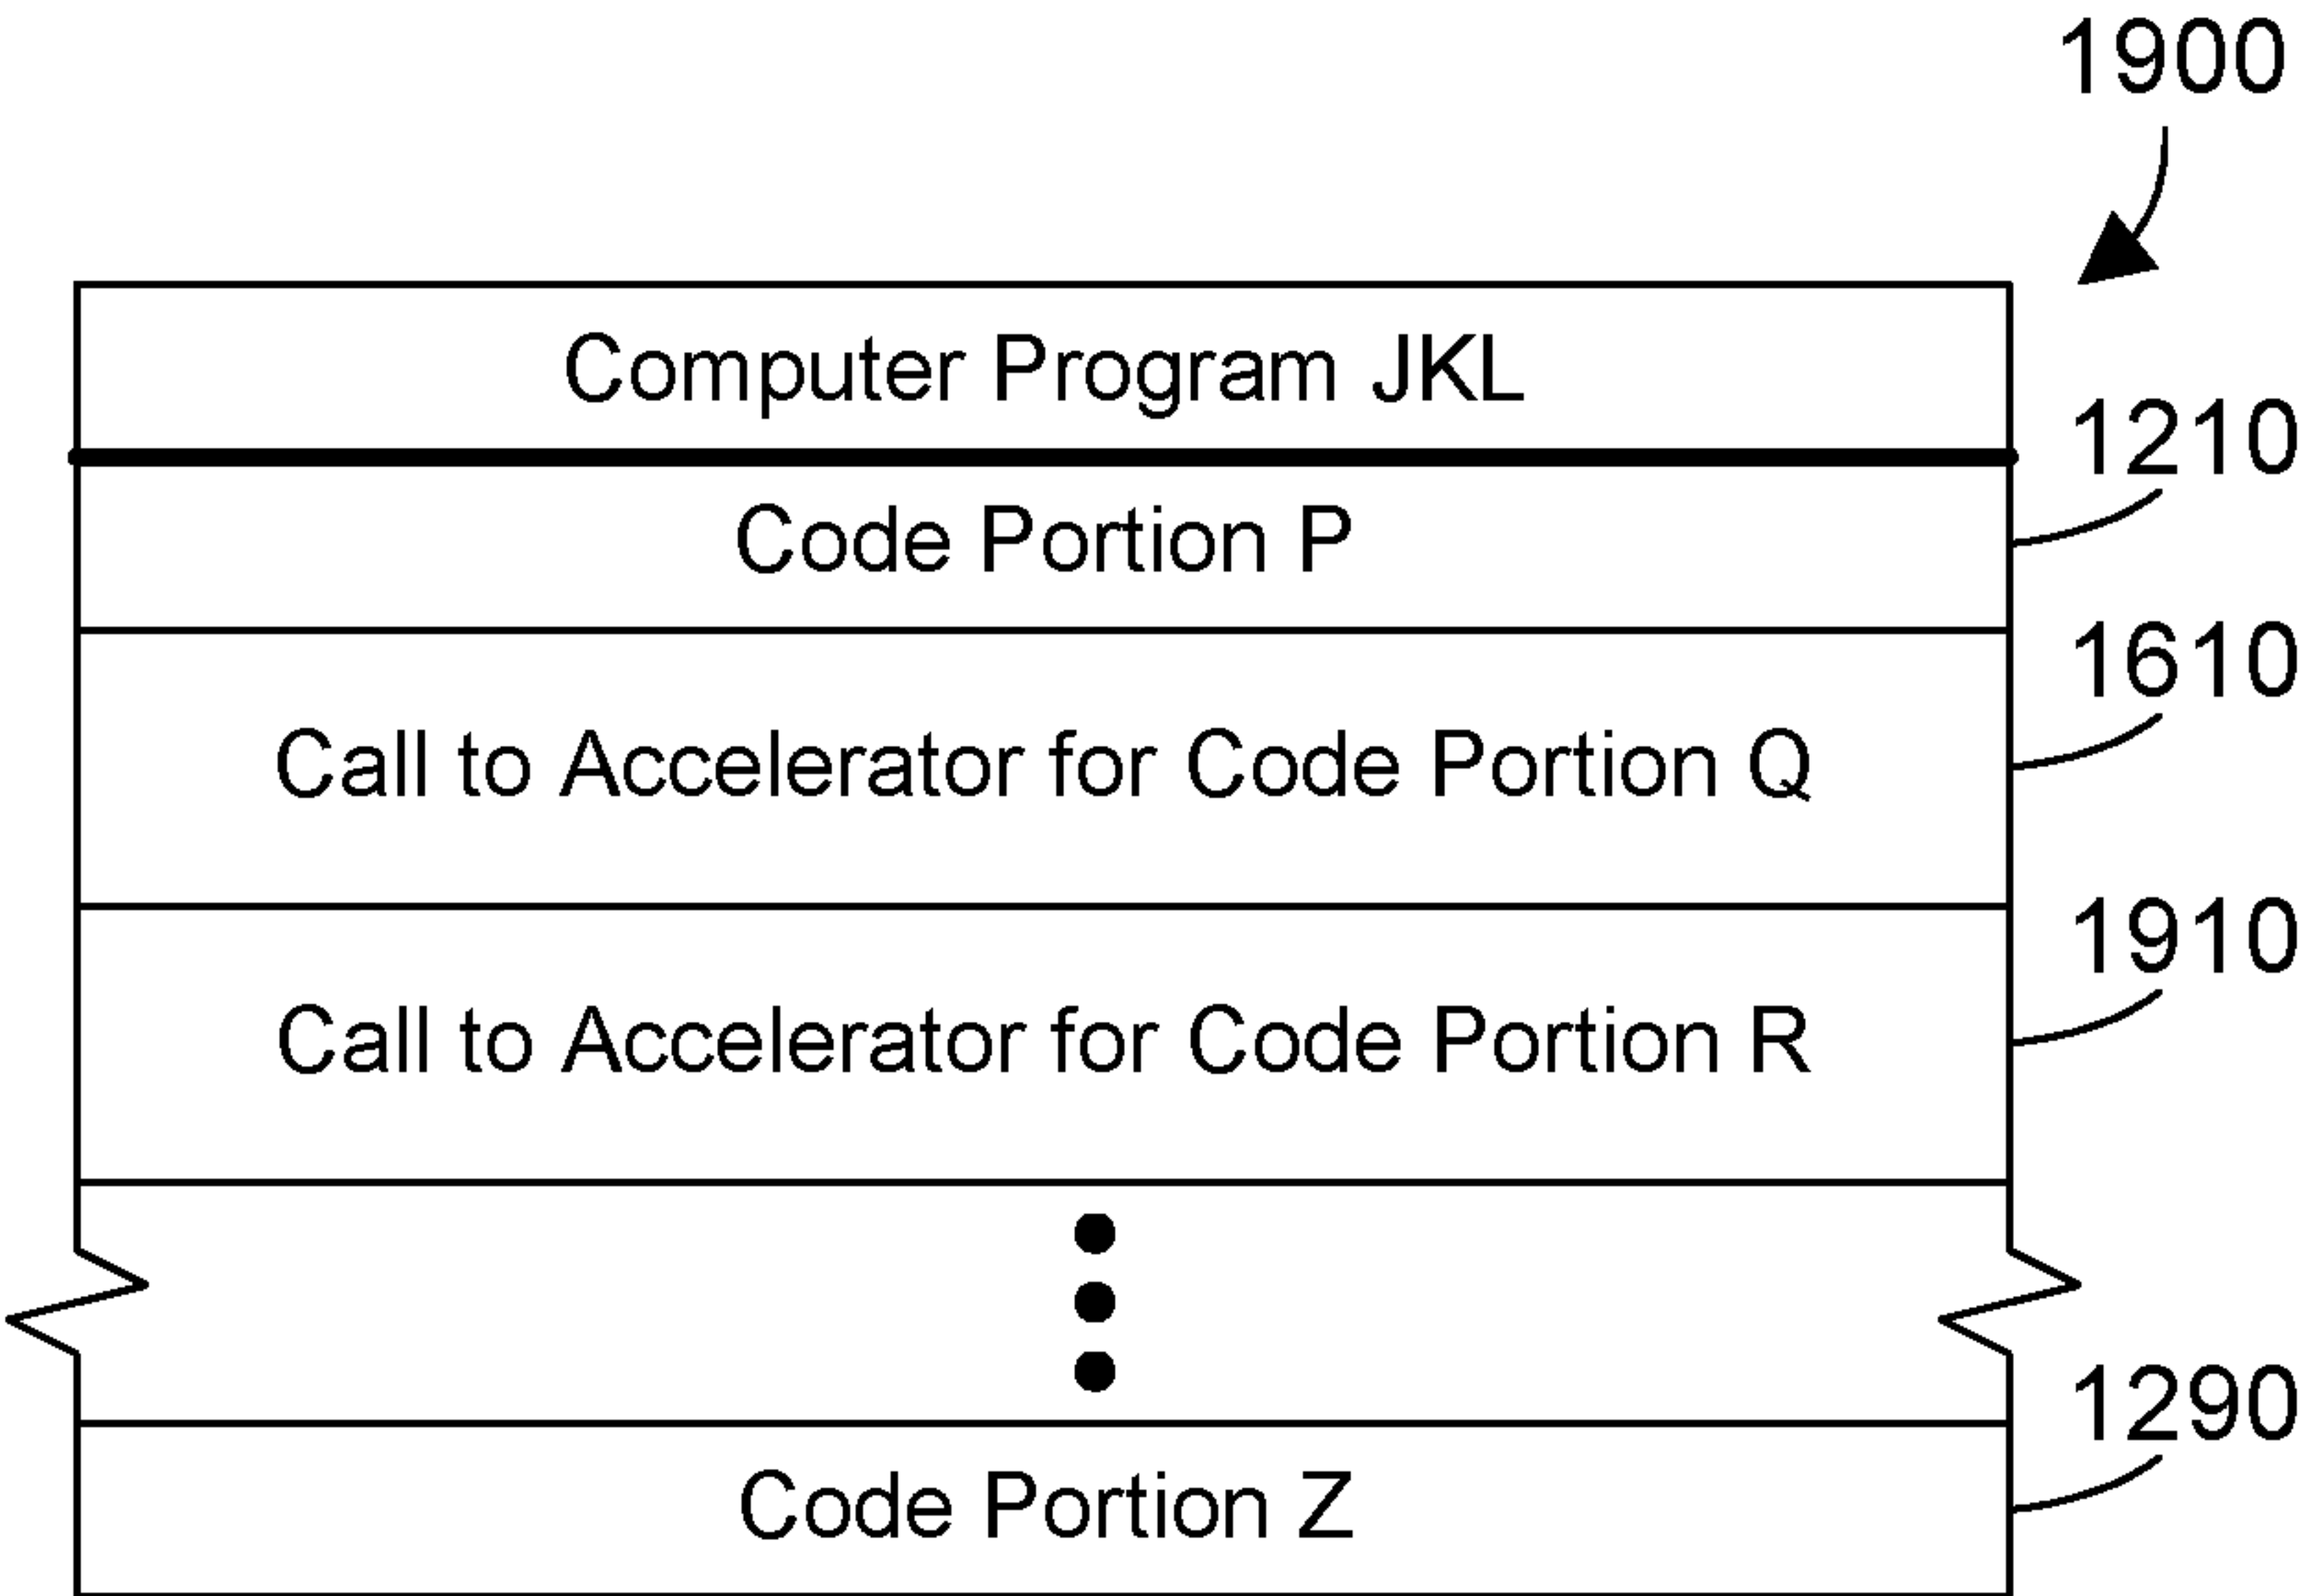 1900
Computer Program JKL
1210
Code Portion P
1610
Call to Accelerator for Code Portion Q
1910
Call to Accelerator for Code Portion R
1290
Code Portion Z